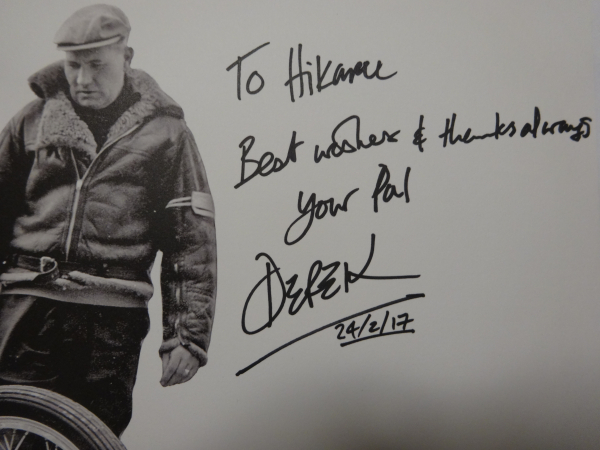 To Hikaru
Best wishes & thanks always
Your Pal
DEREK
24/2/17